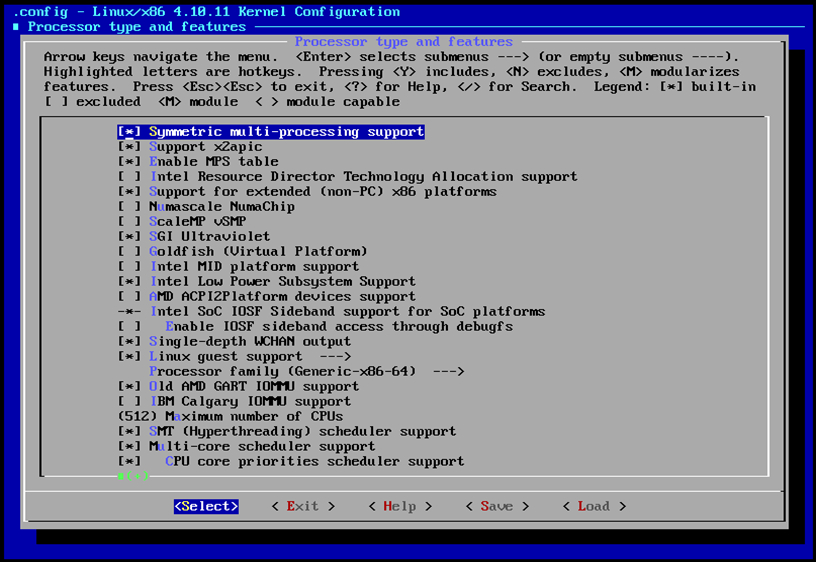 .config - Linux/x86 4.10.11 Kernel Configuration
Processor type and features
Processor type and features
Arrow keys navigate the menu.  <Enter> selects submenus ---> (or empty submenus ----).
Highlighted letters are hotkeys.  Pressing <Y> includes, <N> excludes, <M> modularizes
features.  Press <Esc><Esc> to exit, <?> for Help, </> for Search.  Legend: [*] built-in
[ ] excluded  <M> module  < > module capable
[*] Symmetric multi-processing support
[*] Support x2apic
[*] Enable MPS table
[ ] Intel Resource Director Technology Allocation support
[*] Support for extended (non-PC) x86 platforms
[ ] Numascale NumaChip
[ ] ScaleMP vSMP
[*] SGI Ultraviolet
[ ] Goldfish (Virtual Platform)
[ ] Intel MID platform support
[*] Intel Low Power Subsystem Support
[ ] AMD ACPI2Platform devices support
-*- Intel SoC IOSF Sideband support for SoC platforms
[ ]   Enable IOSF sideband access through debugfs
[*] Single-depth WCHAN output
[*] Linux guest support  --->
Processor family (Generic-x86-64)  --->
[*] Old AMD GART IOMMU support
[ ] IBM Calgary IOMMU support
(512) Maximum number of CPUs
[*] SMT (Hyperthreading) scheduler support
[*] Multi-core scheduler support
[*]   CPU core priorities scheduler support
(+)
<Select>    < Exit >    < Help >    < Save >    < Load >